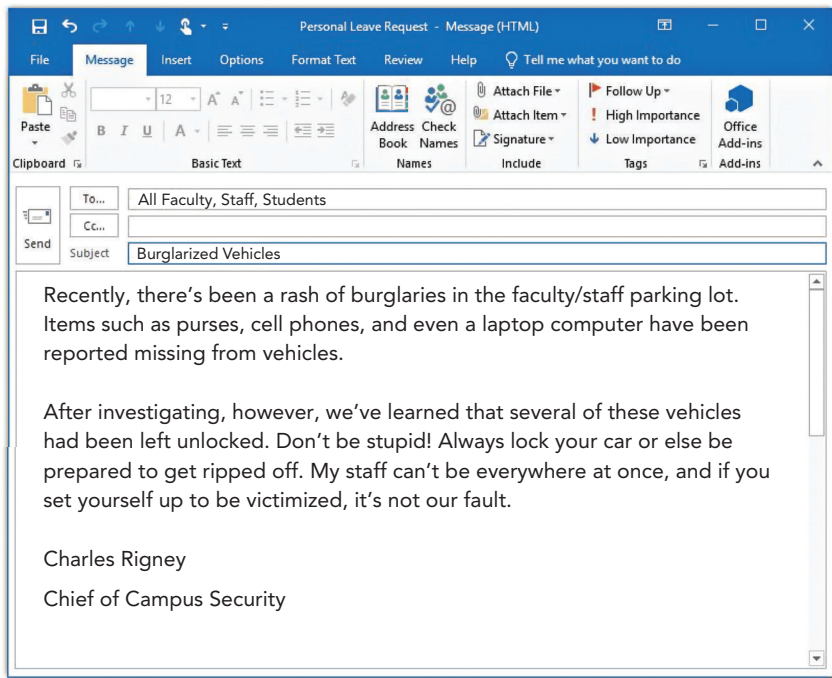 Personal Leave Request - Message (HTML)
File Message Insert Options Format Text Review Help Tell me what you want to do
Paste
Clipboard
12 A A
B I U A
Basic Text
Address Book
Check Names
Names
Attach File
Attach Item
Signature
Include
Follow Up
High Importance
Low Importance
Tags
Office
Add-ins
Add-ins
Send
To... All Faculty, Staff, Students
Cc...
Subject Burglarized Vehicles
Recently, there's been a rash of burglaries in the faculty/staff parking lot.
Items such as purses, cell phones, and even a laptop computer have been
reported missing from vehicles.
After investigating, however, we've learned that several of these vehicles
had been left unlocked. Don't be stupid! Always lock your car or else be
prepared to get ripped off. My staff can't be everywhere at once, and if you
set yourself up to be victimized, it's not our fault.
Charles Rigney
Chief of Campus Security